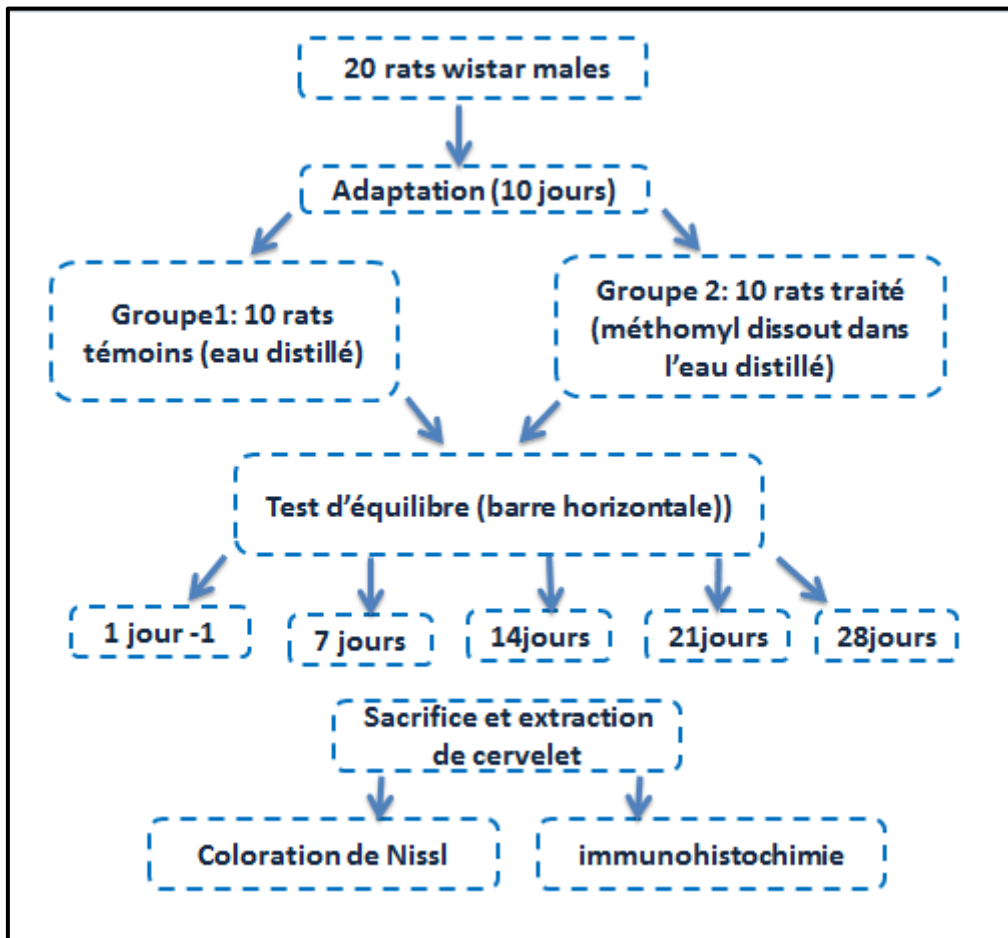 20 rats wistar males
Adaptation (10 jours)
Groupe1: 10 rats
témoins (eau distillé)
Groupe 2: 10 rats traité
(méthomyl dissout dans
l’eau distillé)
Test d’équilibre (barre horizontale))
1 jour -1
7 jours
14jours
21jours
28jours
Sacrifice et extraction
de cervelet
Coloration de Nissl
immunohistochimie